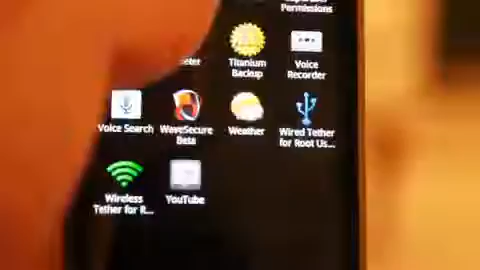 Permissions
Titanium
Backup
Voice
Recorder
Voice Search
WaveSecure
Beta
Weather
Wired Tether
for Root Us...
Wireless
Tether for R...
YouTube